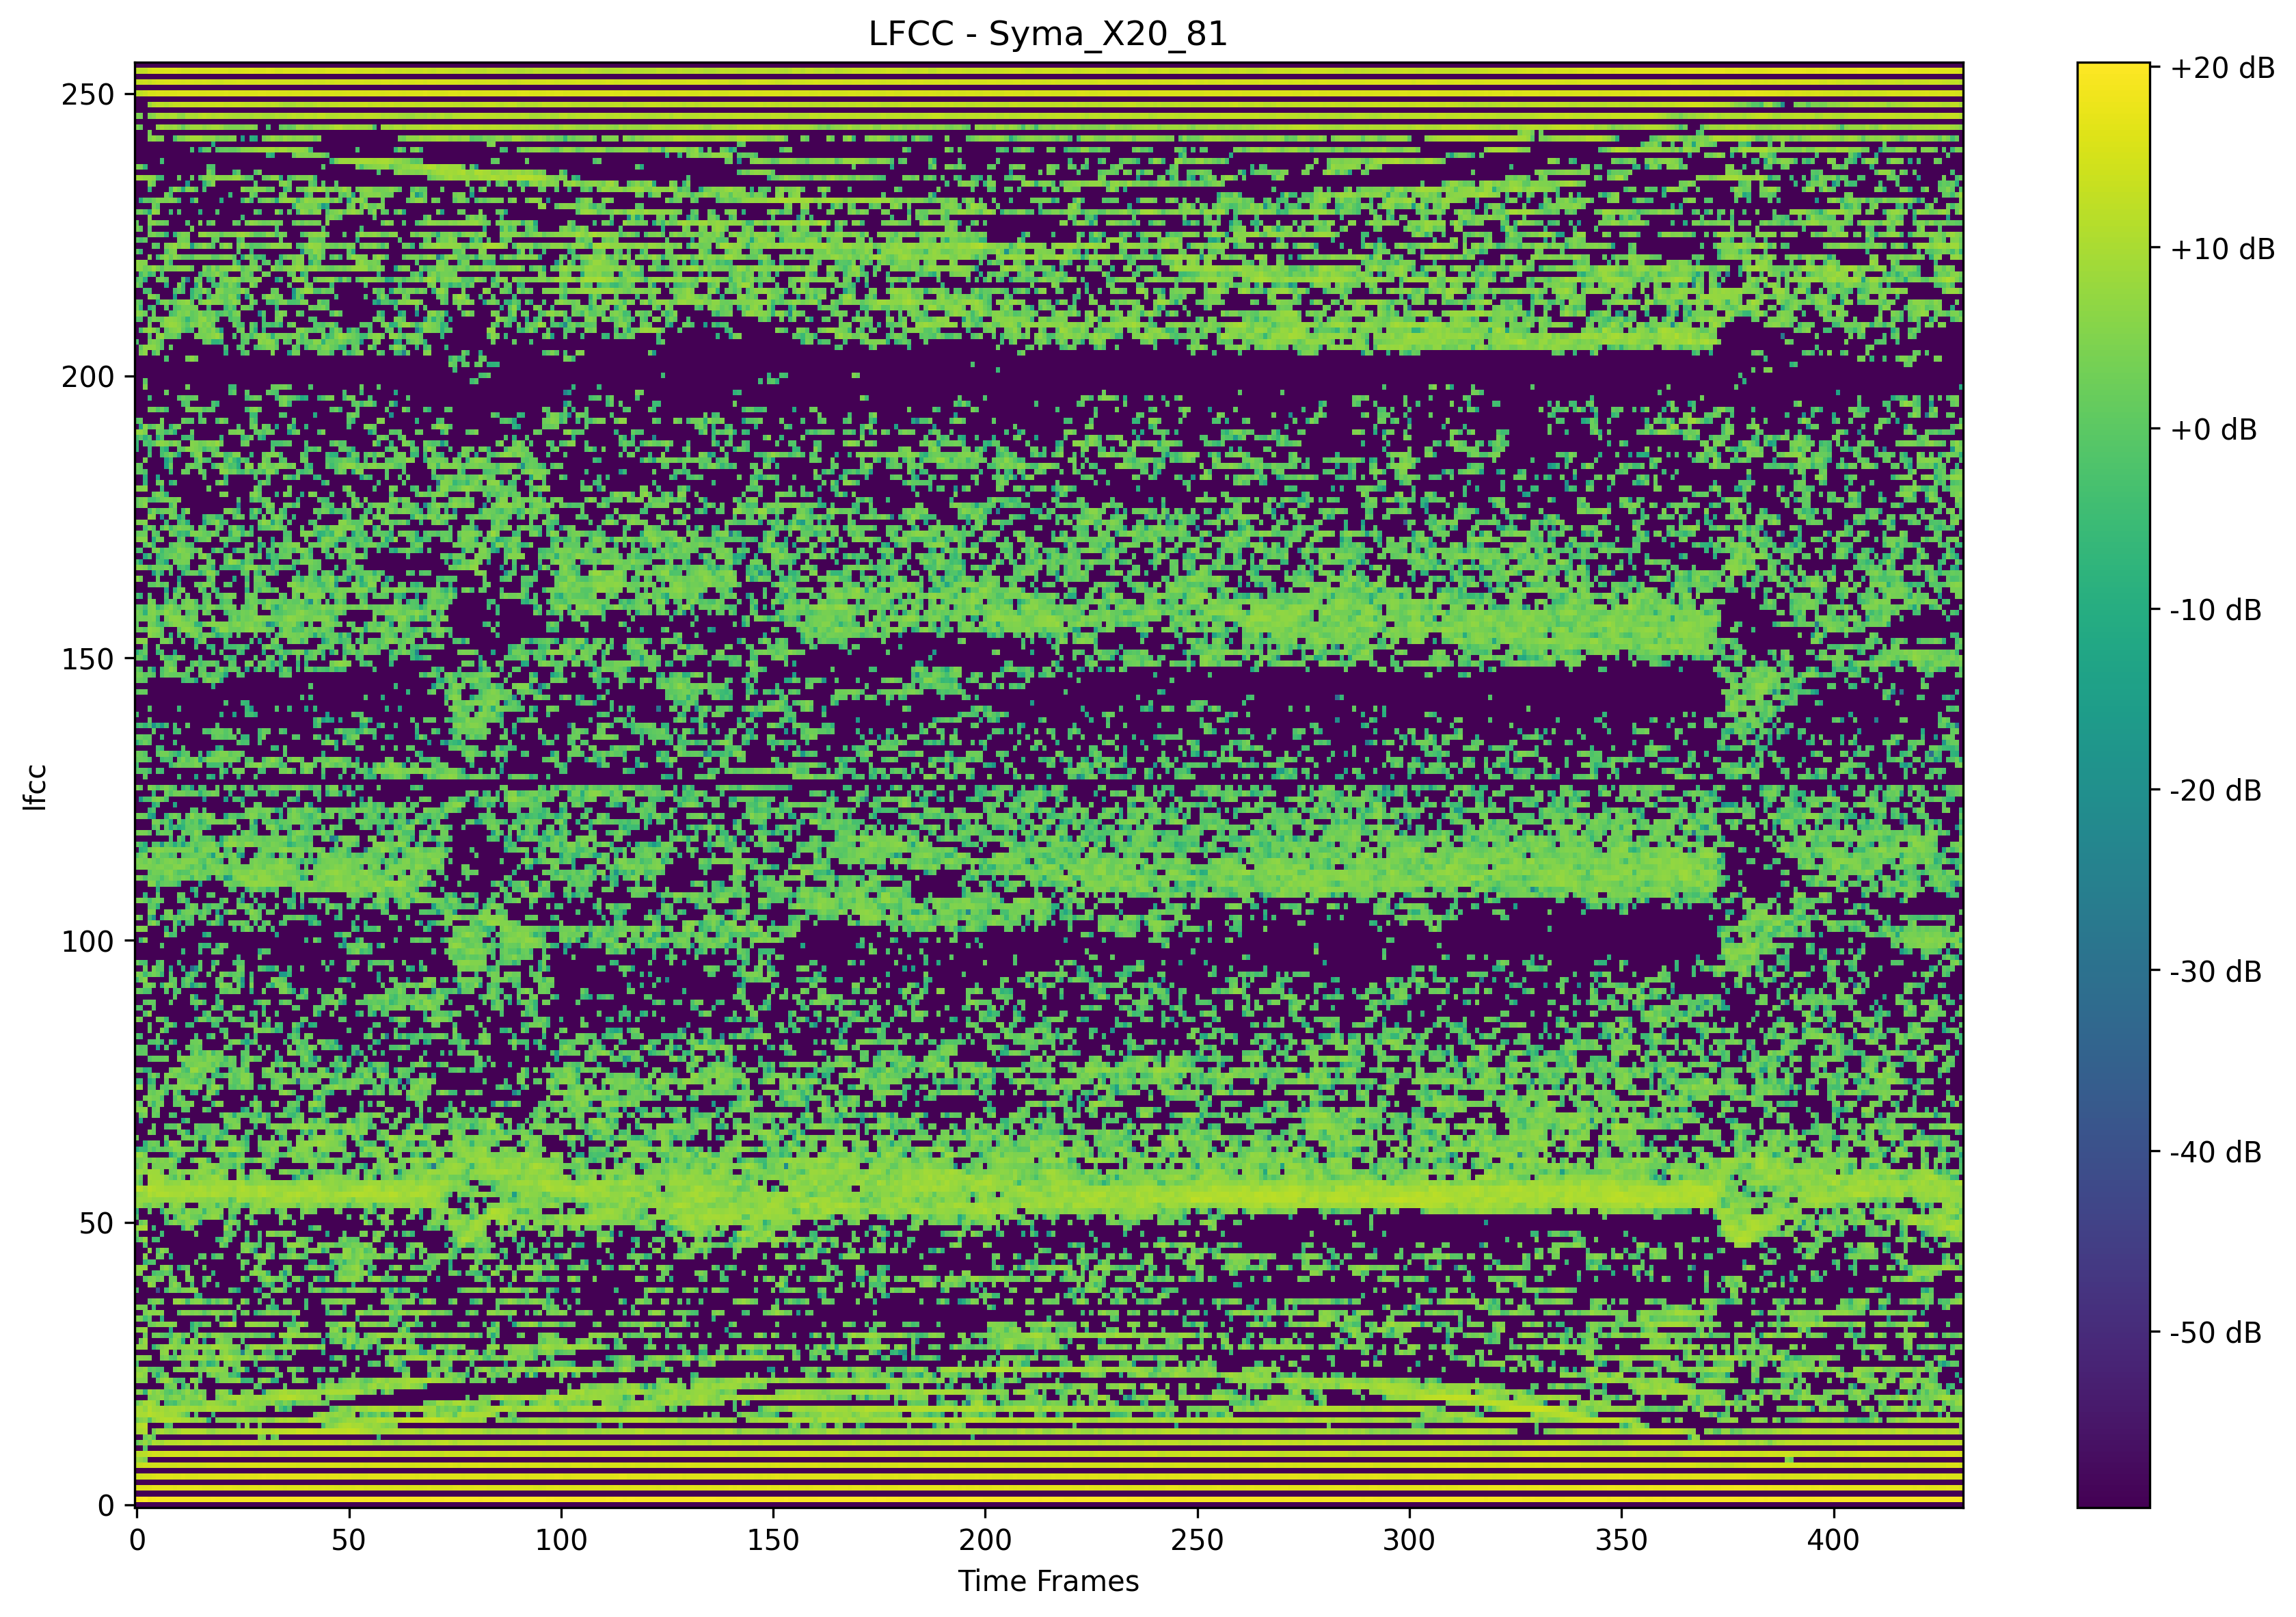 LFCC - Syma_X20_81
250
200
150
100
50
0
lfcc
0 50 100 150 200 250 300 350 400
Time Frames
+20 dB
+10 dB
+0 dB
-10 dB
-20 dB
-30 dB
-40 dB
-50 dB